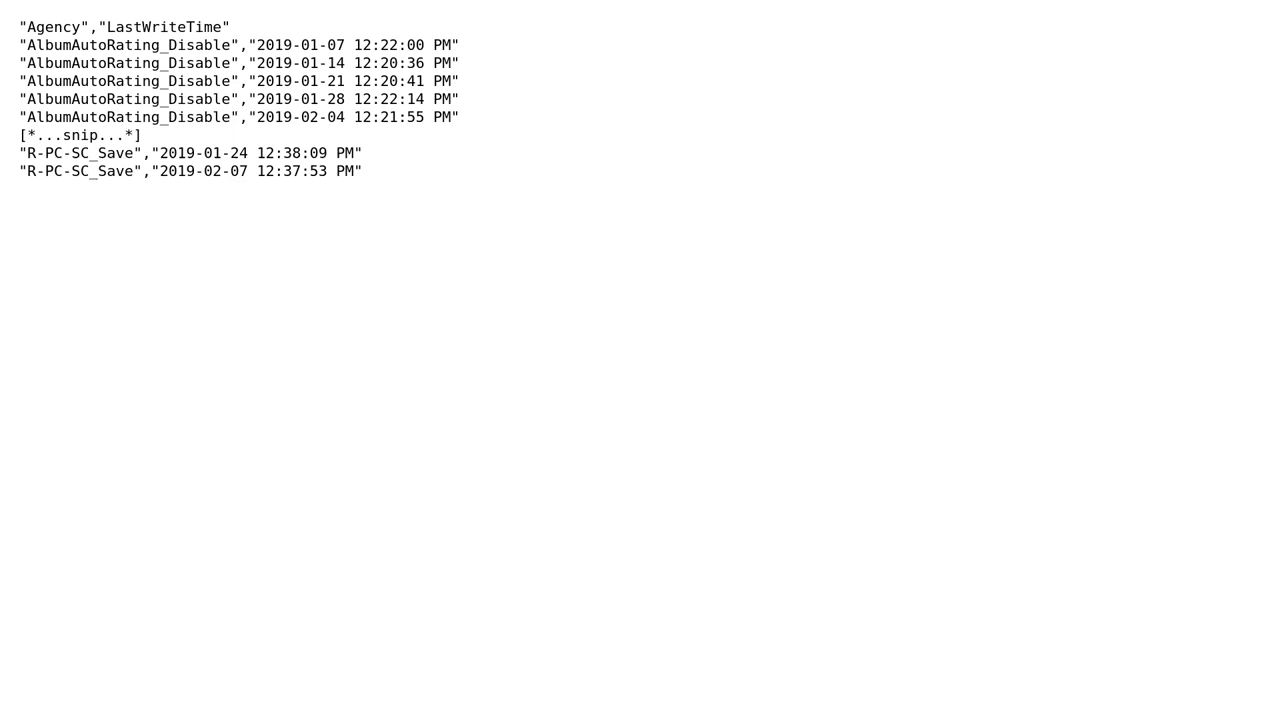 "Agency","LastWriteTime"
"AlbumAutoRating_Disable","2019-01-07 12:22:00 PM"
"AlbumAutoRating_Disable","2019-01-14 12:20:36 PM"
"AlbumAutoRating_Disable","2019-01-21 12:20:41 PM"
"AlbumAutoRating_Disable","2019-01-28 12:22:14 PM"
"AlbumAutoRating_Disable","2019-02-04 12:21:55 PM"
[*...snip...*]
"R-PC-SC_Save","2019-01-24 12:38:09 PM"
"R-PC-SC_Save","2019-02-07 12:37:53 PM"